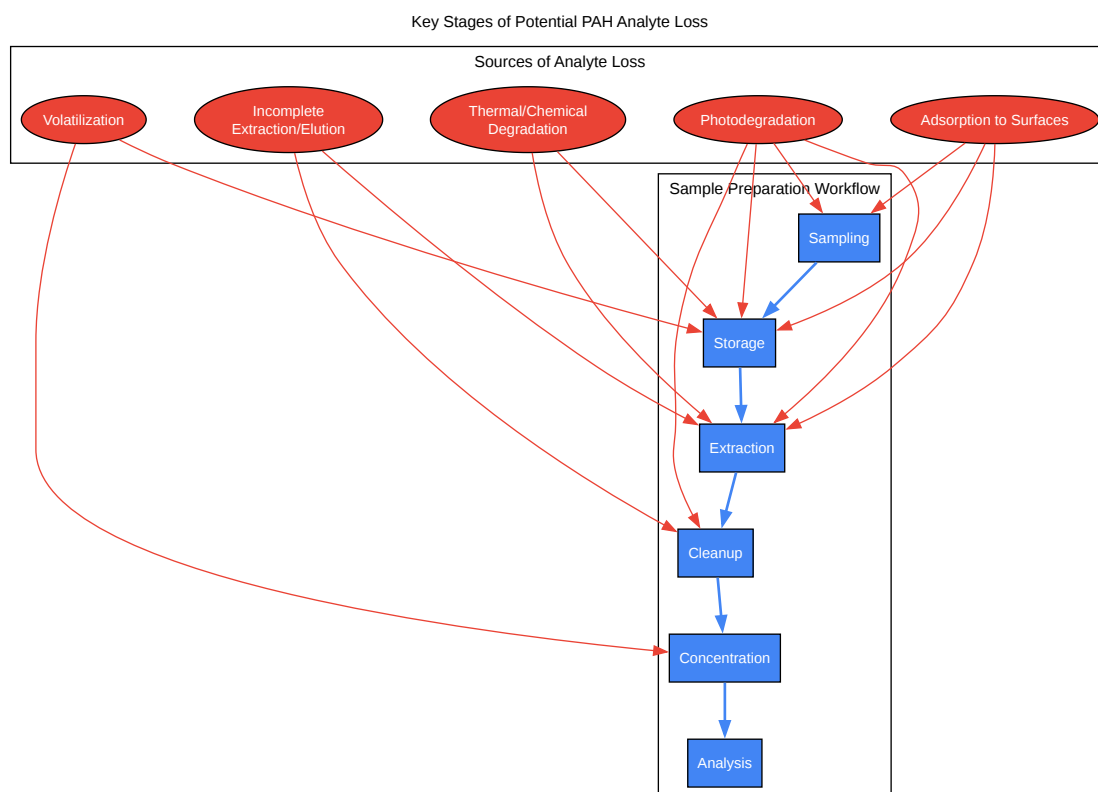 Key Stages of Potential PAH Analyte Loss
Sources of Analyte Loss
Volatilization
Incomplete
Extraction/Elution
Thermal/Chemical
Degradation
Photodegradation
Adsorption to Surfaces
Sample Preparation Workflow
Sampling
Storage
Extraction
Cleanup
Concentration
Analysis